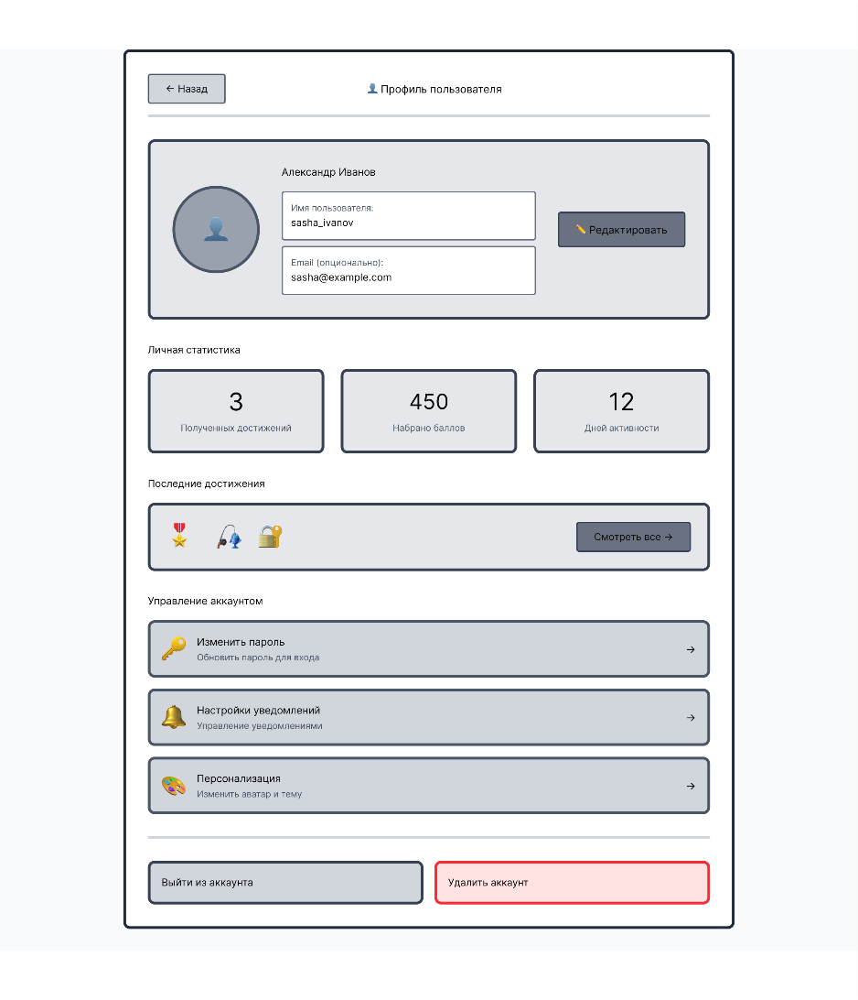 ← Назад
👤 Профиль пользователя
Александр Иванов
Имя пользователя:
sasha_ivanov
Email (опционально):
sasha@example.com
✏️ Редактировать
Личная статистика
3
Полученных достижений
450
Набрано баллов
12
Дней активности
Последние достижения
Смотреть все →
Управление аккаунтом
Изменить пароль
Обновить пароль для входа
→
Настройки уведомлений
Управление уведомлениями
→
Персонализация
Изменить аватар и тему
→
Выйти из аккаунта
Удалить аккаунт